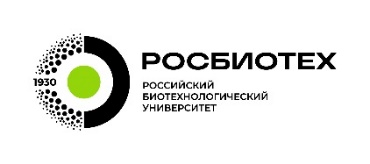 1930
РОСБИОТЕХ
РОССИЙСКИЙ
БИОТЕХНОЛОГИЧЕСКИЙ
УНИВЕРСИТЕТ